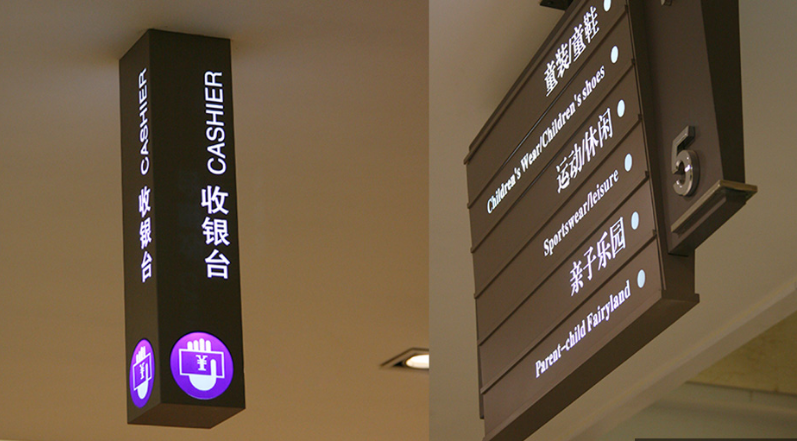 CASHIER
收银台
¥
CASHIER
收银台
¥
童装/童鞋
Children's Wear/Children's shoes
运动/休闲
Sportswear/leisure
亲子乐园
Parent-child Fairyland
6